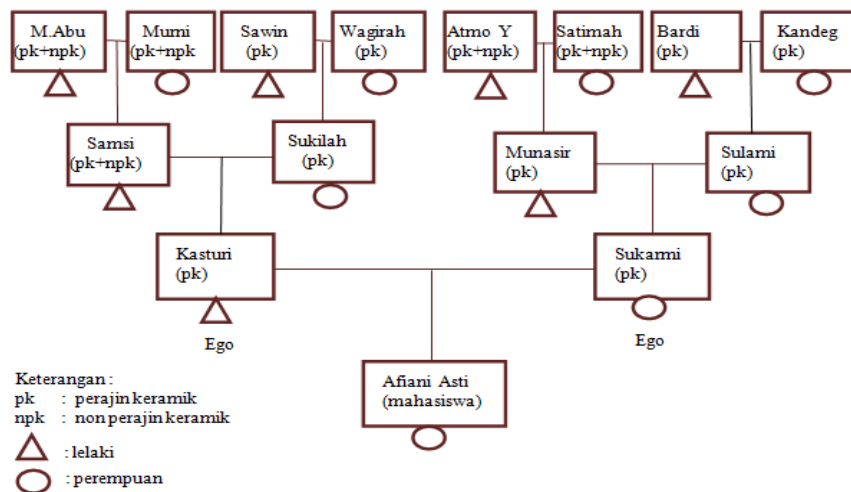 M.Abu
(pk+npk)
Murni
(pk+npk
Sawin
(pk)
Wagirah
(pk)
Atmo Y
(pk+npk)
Satimah
(pk+npk)
Bardi
(pk)
Kandeg
(pk)
Samsi
(pk+npk)
Sukilah
(pk)
Munasir
(pk)
Sulami
(pk)
Kasturi
(pk)
Sukarmi
(pk)
Ego
Ego
Afiani Asti
(mahasiswa)
Keterangan :
pk : perajin keramik
npk : non perajin keramik
: lelaki
: perempuan